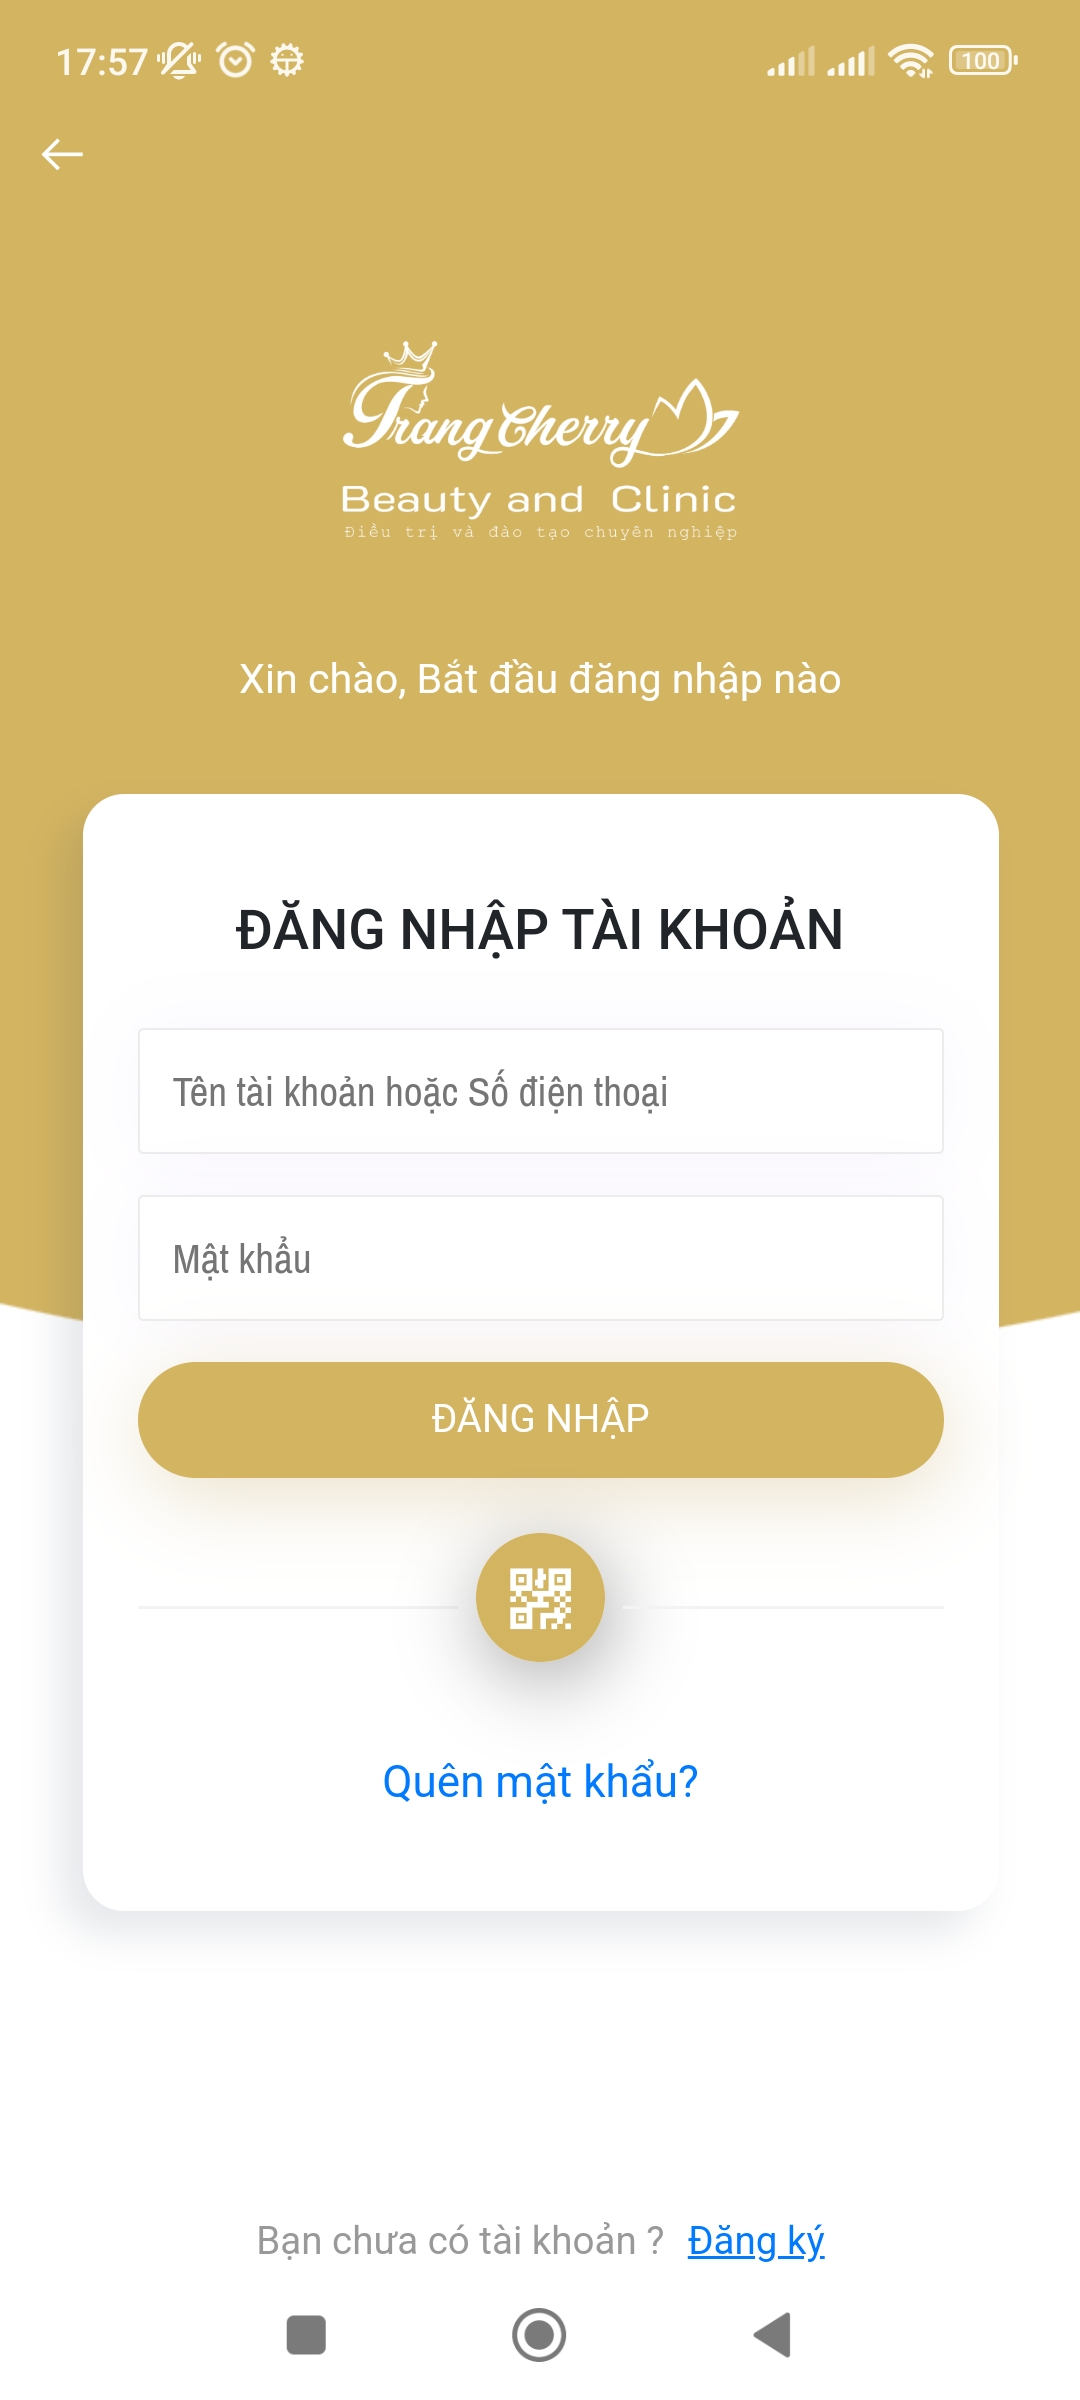 17:57
100
Trang Cherry
Beauty and Clinic
Điều trị và đào tạo chuyên nghiệp
Xin chào, Bắt đầu đăng nhập nào
ĐĂNG NHẬP TÀI KHOẢN
Tên tài khoản hoặc Số điện thoại
Mật khẩu
ĐĂNG NHẬP
Quên mật khẩu?
Bạn chưa có tài khoản ? Đăng ký